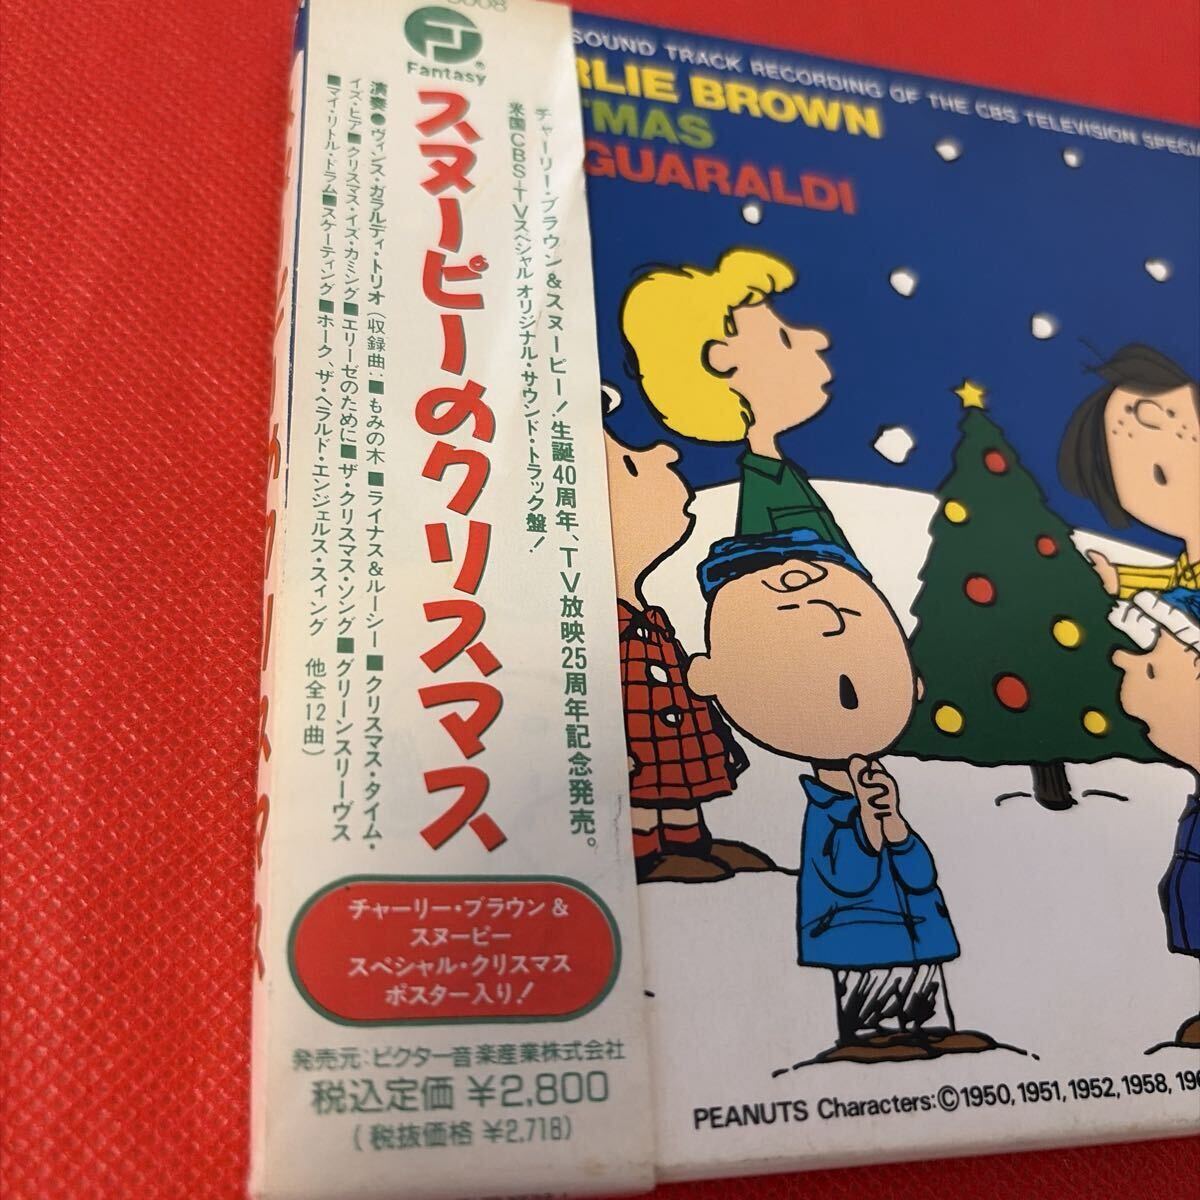 Fantasy
スヌーピーのクリスマス
チャーリー・ブラウン＆スヌーピー！生誕40周年、TV放映25周年記念発売。
米国CBS-TVスペシャル オリジナル・サウンド・トラック盤！
演奏●ヴィンス・ガラルディ・トリオ（収録曲：■もみの木■ライナス＆ルーシー■クリスマス・タイム・
イズ・ヒア■クリスマス・イズ・カミング■エリーゼのために■ザ・クリスマス・ソング■グリーンスリーヴス
■マイ・リトル・ドラム■スケーティング■ホーク、ザ・ヘラルド・エンジェルス・スィング 他全12曲）
チャーリー・ブラウン＆
スヌーピー
スペシャル・クリスマス
ポスター入り！
発売元：ビクター音楽産業株式会社
税込定価 ¥2,800
（税抜価格 ¥2,718）
SOUND TRACK RECORDING OF THE CBS TELEVISION
RLIE BROWN
TMAS
GUARALDI
PEANUTS Characters:©1950, 1951, 1952, 1958,